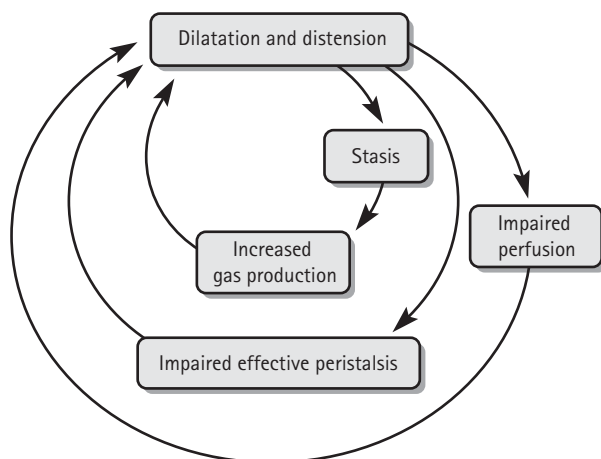 Dilatation and distension
Stasis
Impaired
perfusion
Increased
gas production
Impaired effective peristalsis